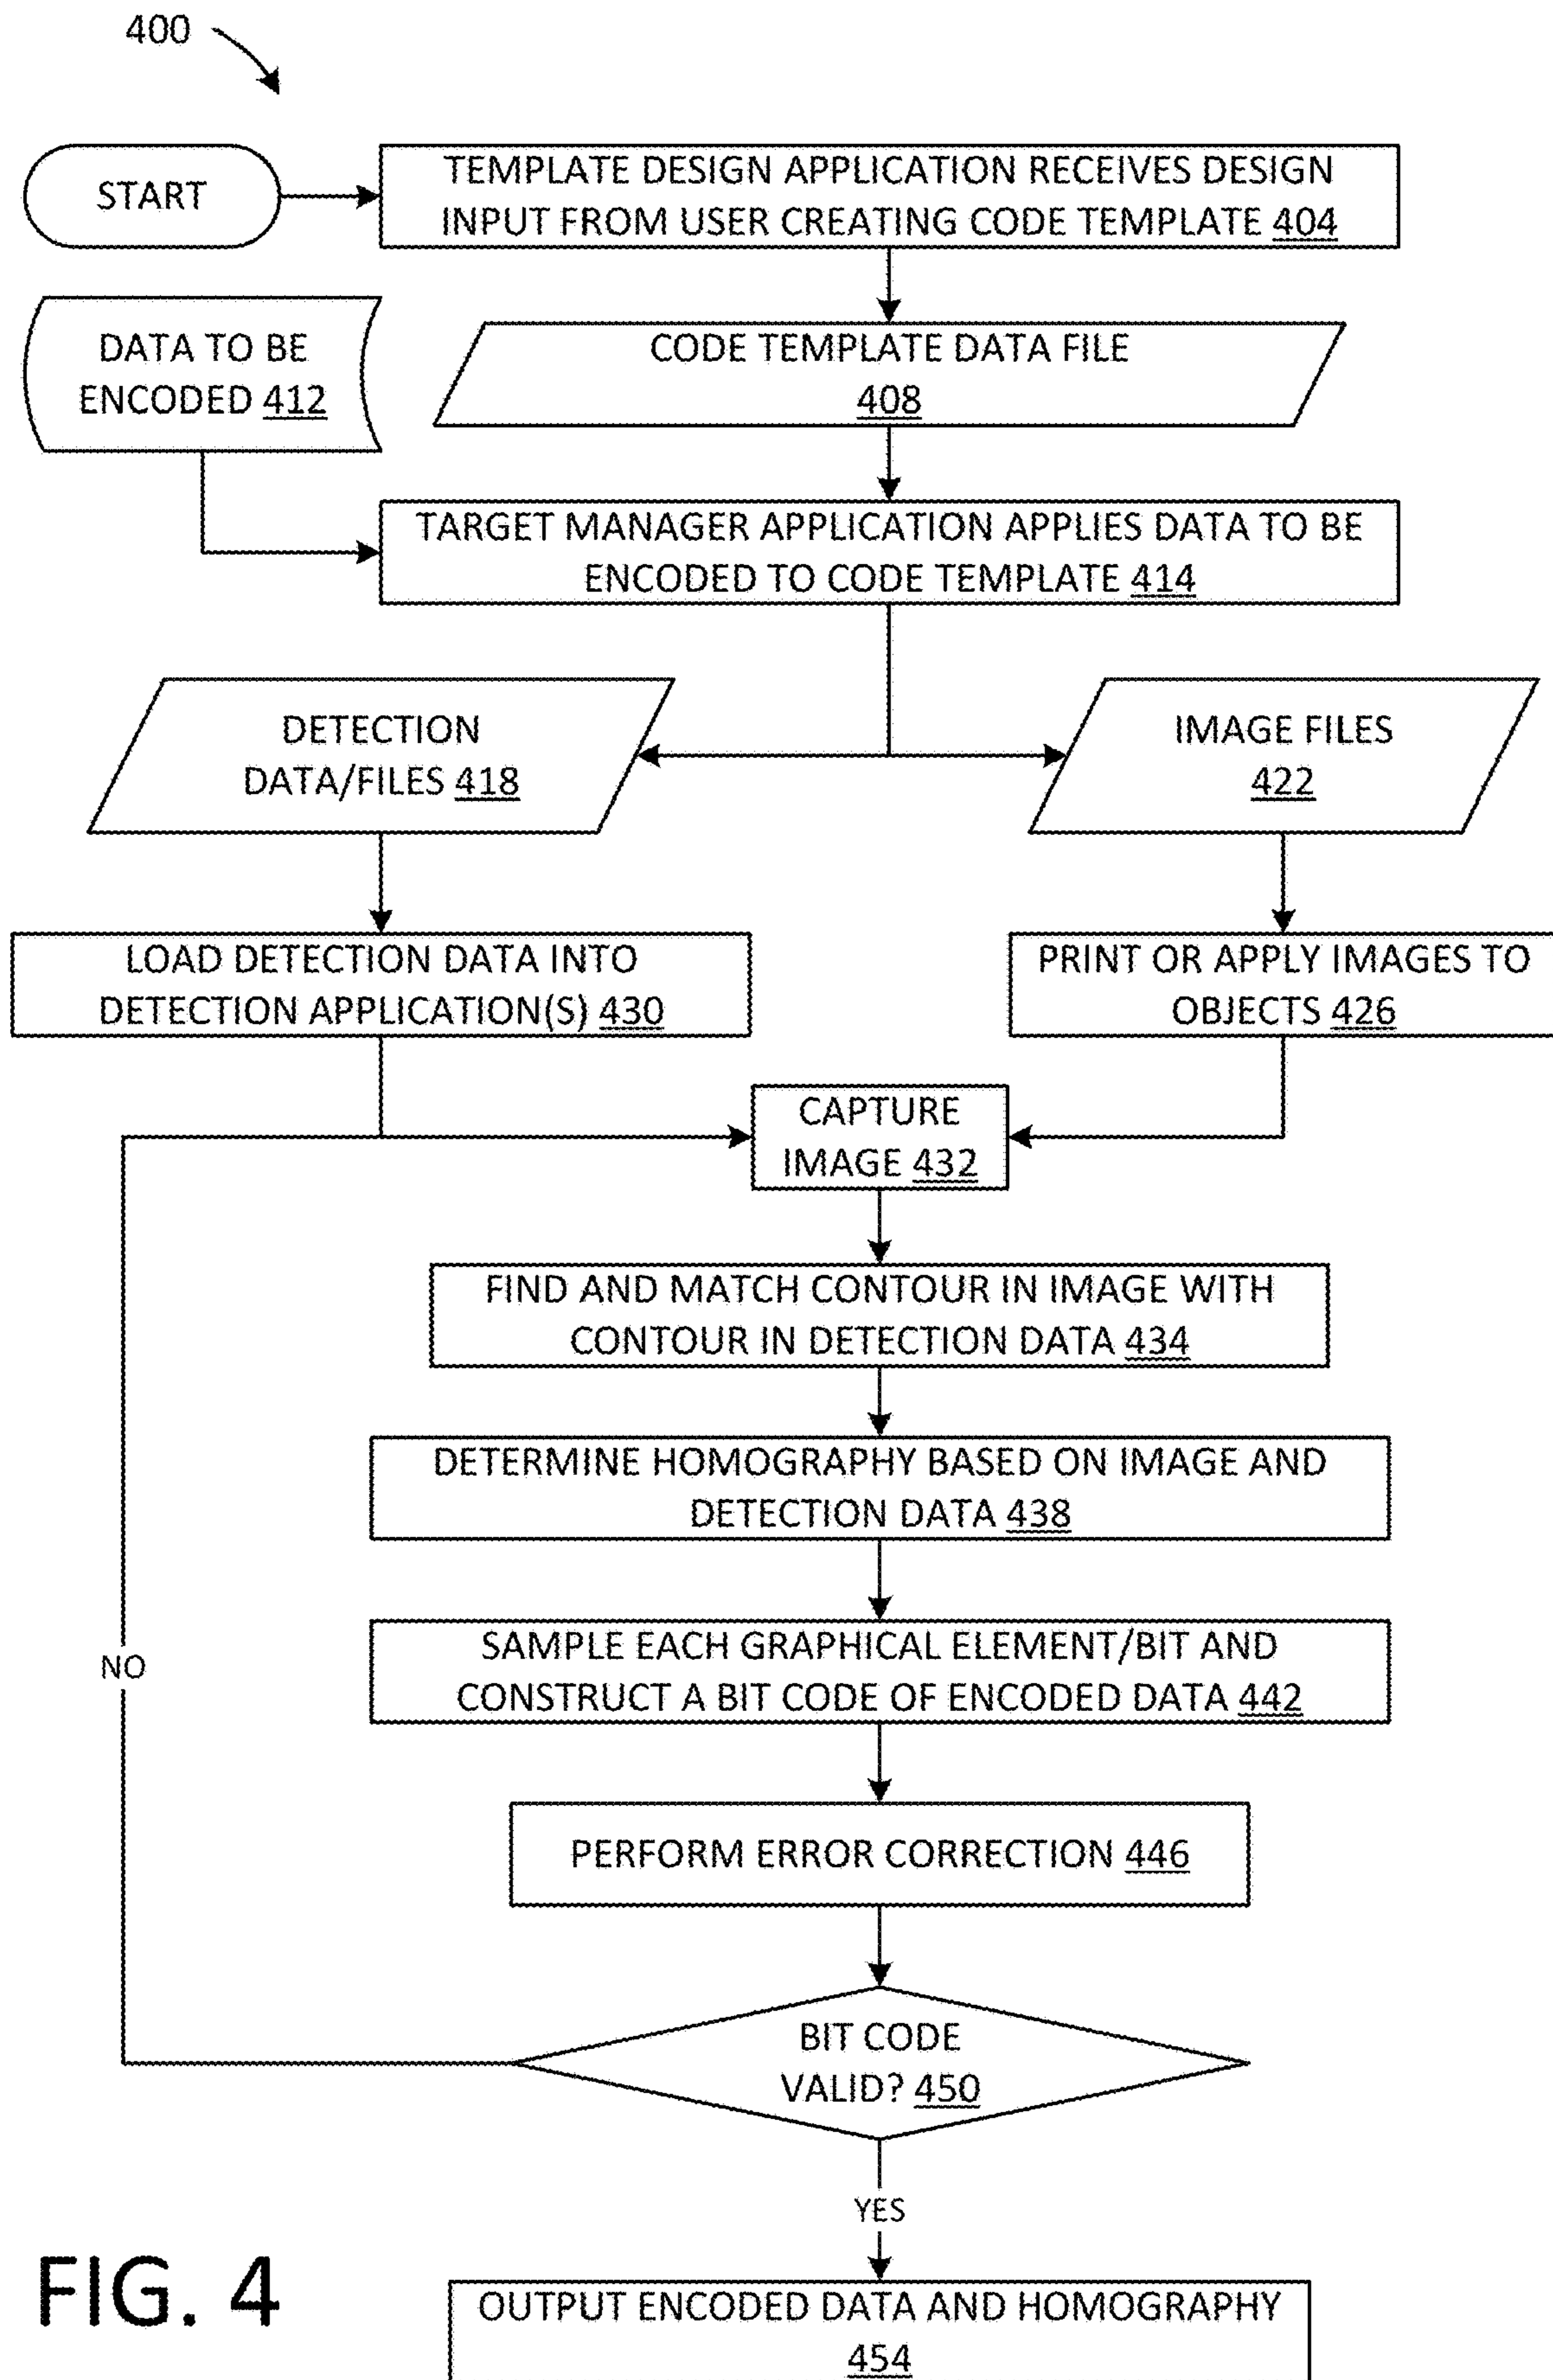 400
START
TEMPLATE DESIGN APPLICATION RECEIVES DESIGN
INPUT FROM USER CREATING CODE TEMPLATE 404
DATA TO BE
ENCODED 412
CODE TEMPLATE DATA FILE
408
TARGET MANAGER APPLICATION APPLIES DATA TO BE
ENCODED TO CODE TEMPLATE 414
DETECTION
DATA/FILES 418
IMAGE FILES
422
LOAD DETECTION DATA INTO
DETECTION APPLICATION(S) 430
PRINT OR APPLY IMAGES TO
OBJECTS 426
CAPTURE
IMAGE 432
FIND AND MATCH CONTOUR IN IMAGE WITH
CONTOUR IN DETECTION DATA 434
DETERMINE HOMOGRAPHY BASED ON IMAGE AND
DETECTION DATA 438
SAMPLE EACH GRAPHICAL ELEMENT/BIT AND
CONSTRUCT A BIT CODE OF ENCODED DATA 442
NO
PERFORM ERROR CORRECTION 446
BIT CODE
VALID? 450
YES
OUTPUT ENCODED DATA AND HOMOGRAPHY
454
FIG. 4